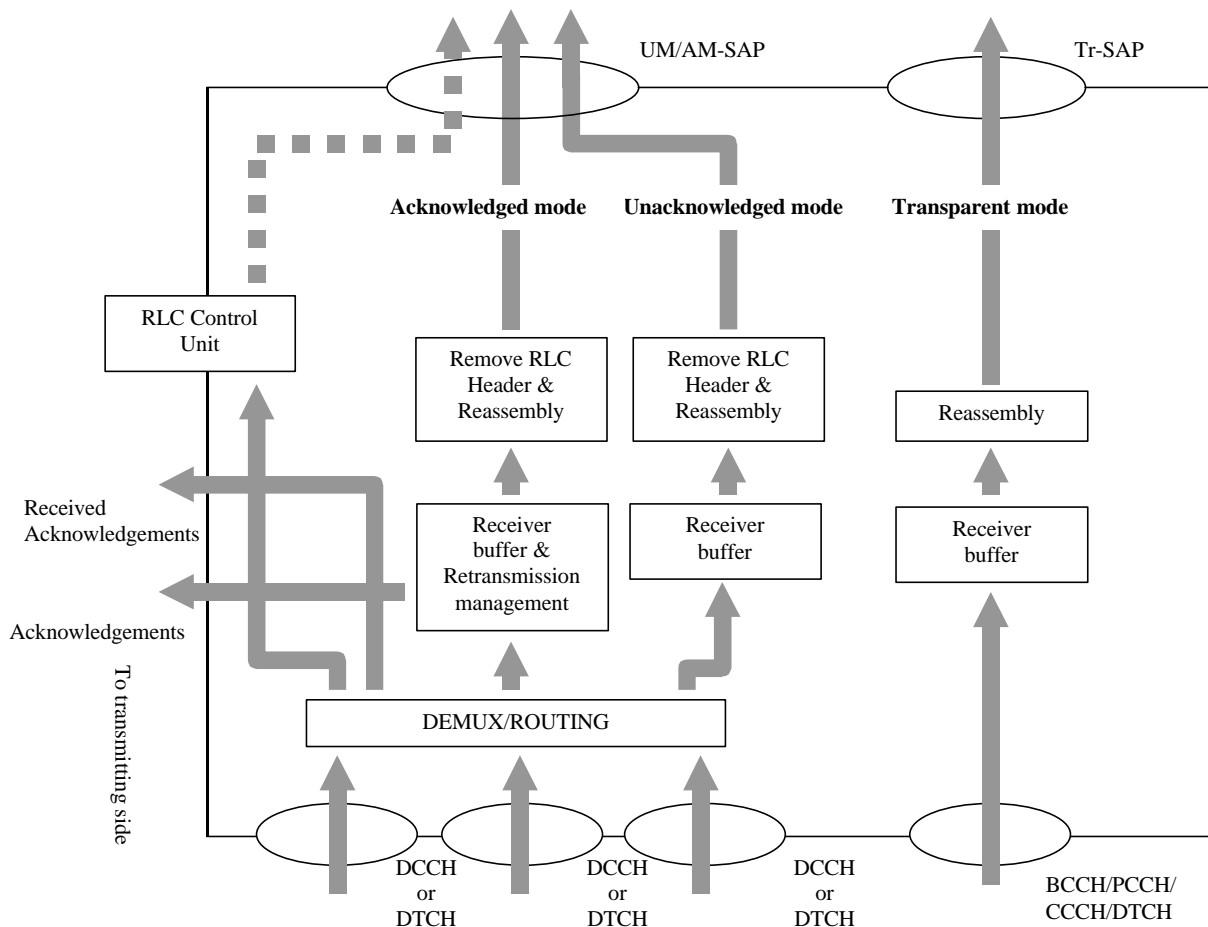 UM/AM-SAP
Tr-SAP
Acknowledged mode
Unacknowledged mode
Transparent mode
RLC Control
Unit
Remove RLC
Header &
Reassembly
Remove RLC
Header &
Reassembly
Reassembly
Received
Acknowledgements
Receiver
buffer &
Retransmission
management
Receiver
buffer
Receiver
buffer
Acknowledgements
To transmitting side
DEMUX/ROUTING
DCCH
or
DTCH
DCCH
or
DTCH
DCCH
or
DTCH
BCCH/PCCH/
CCCH/DTCH